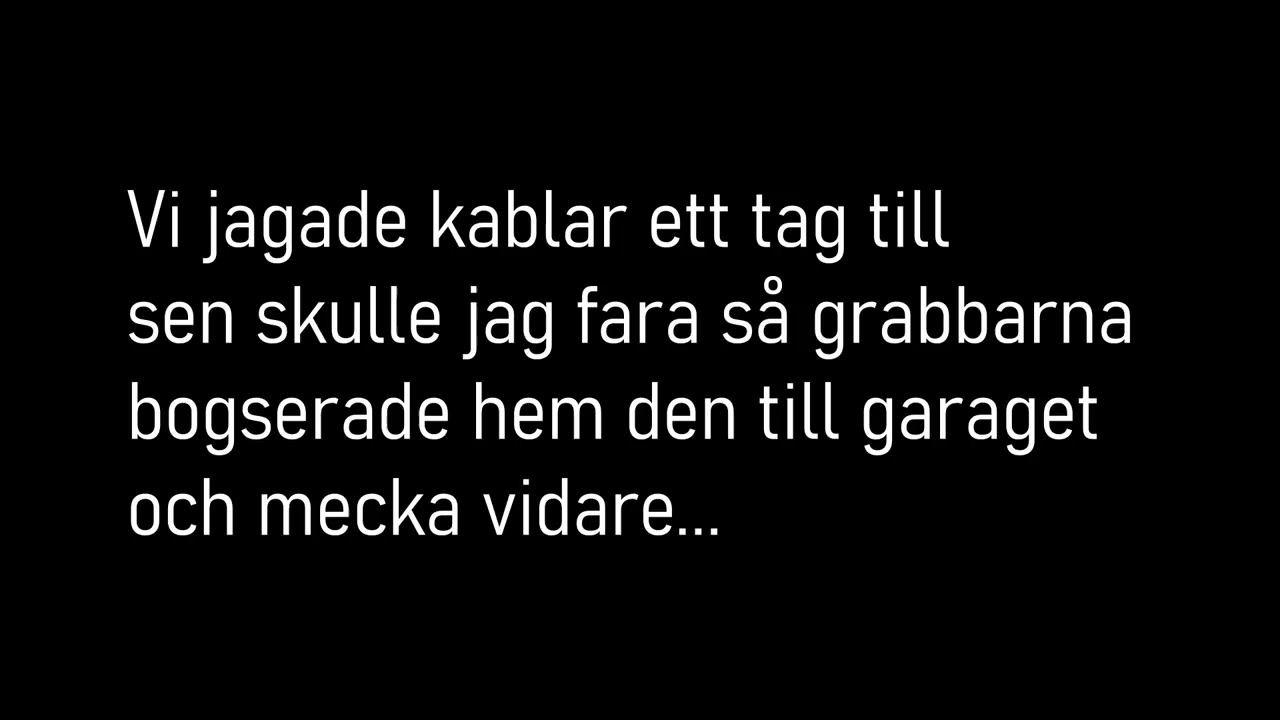 Vi jagade kablar ett tag till
sen skulle jag fara så grabbarna
bogserade hem den till garaget
och mecka vidare...